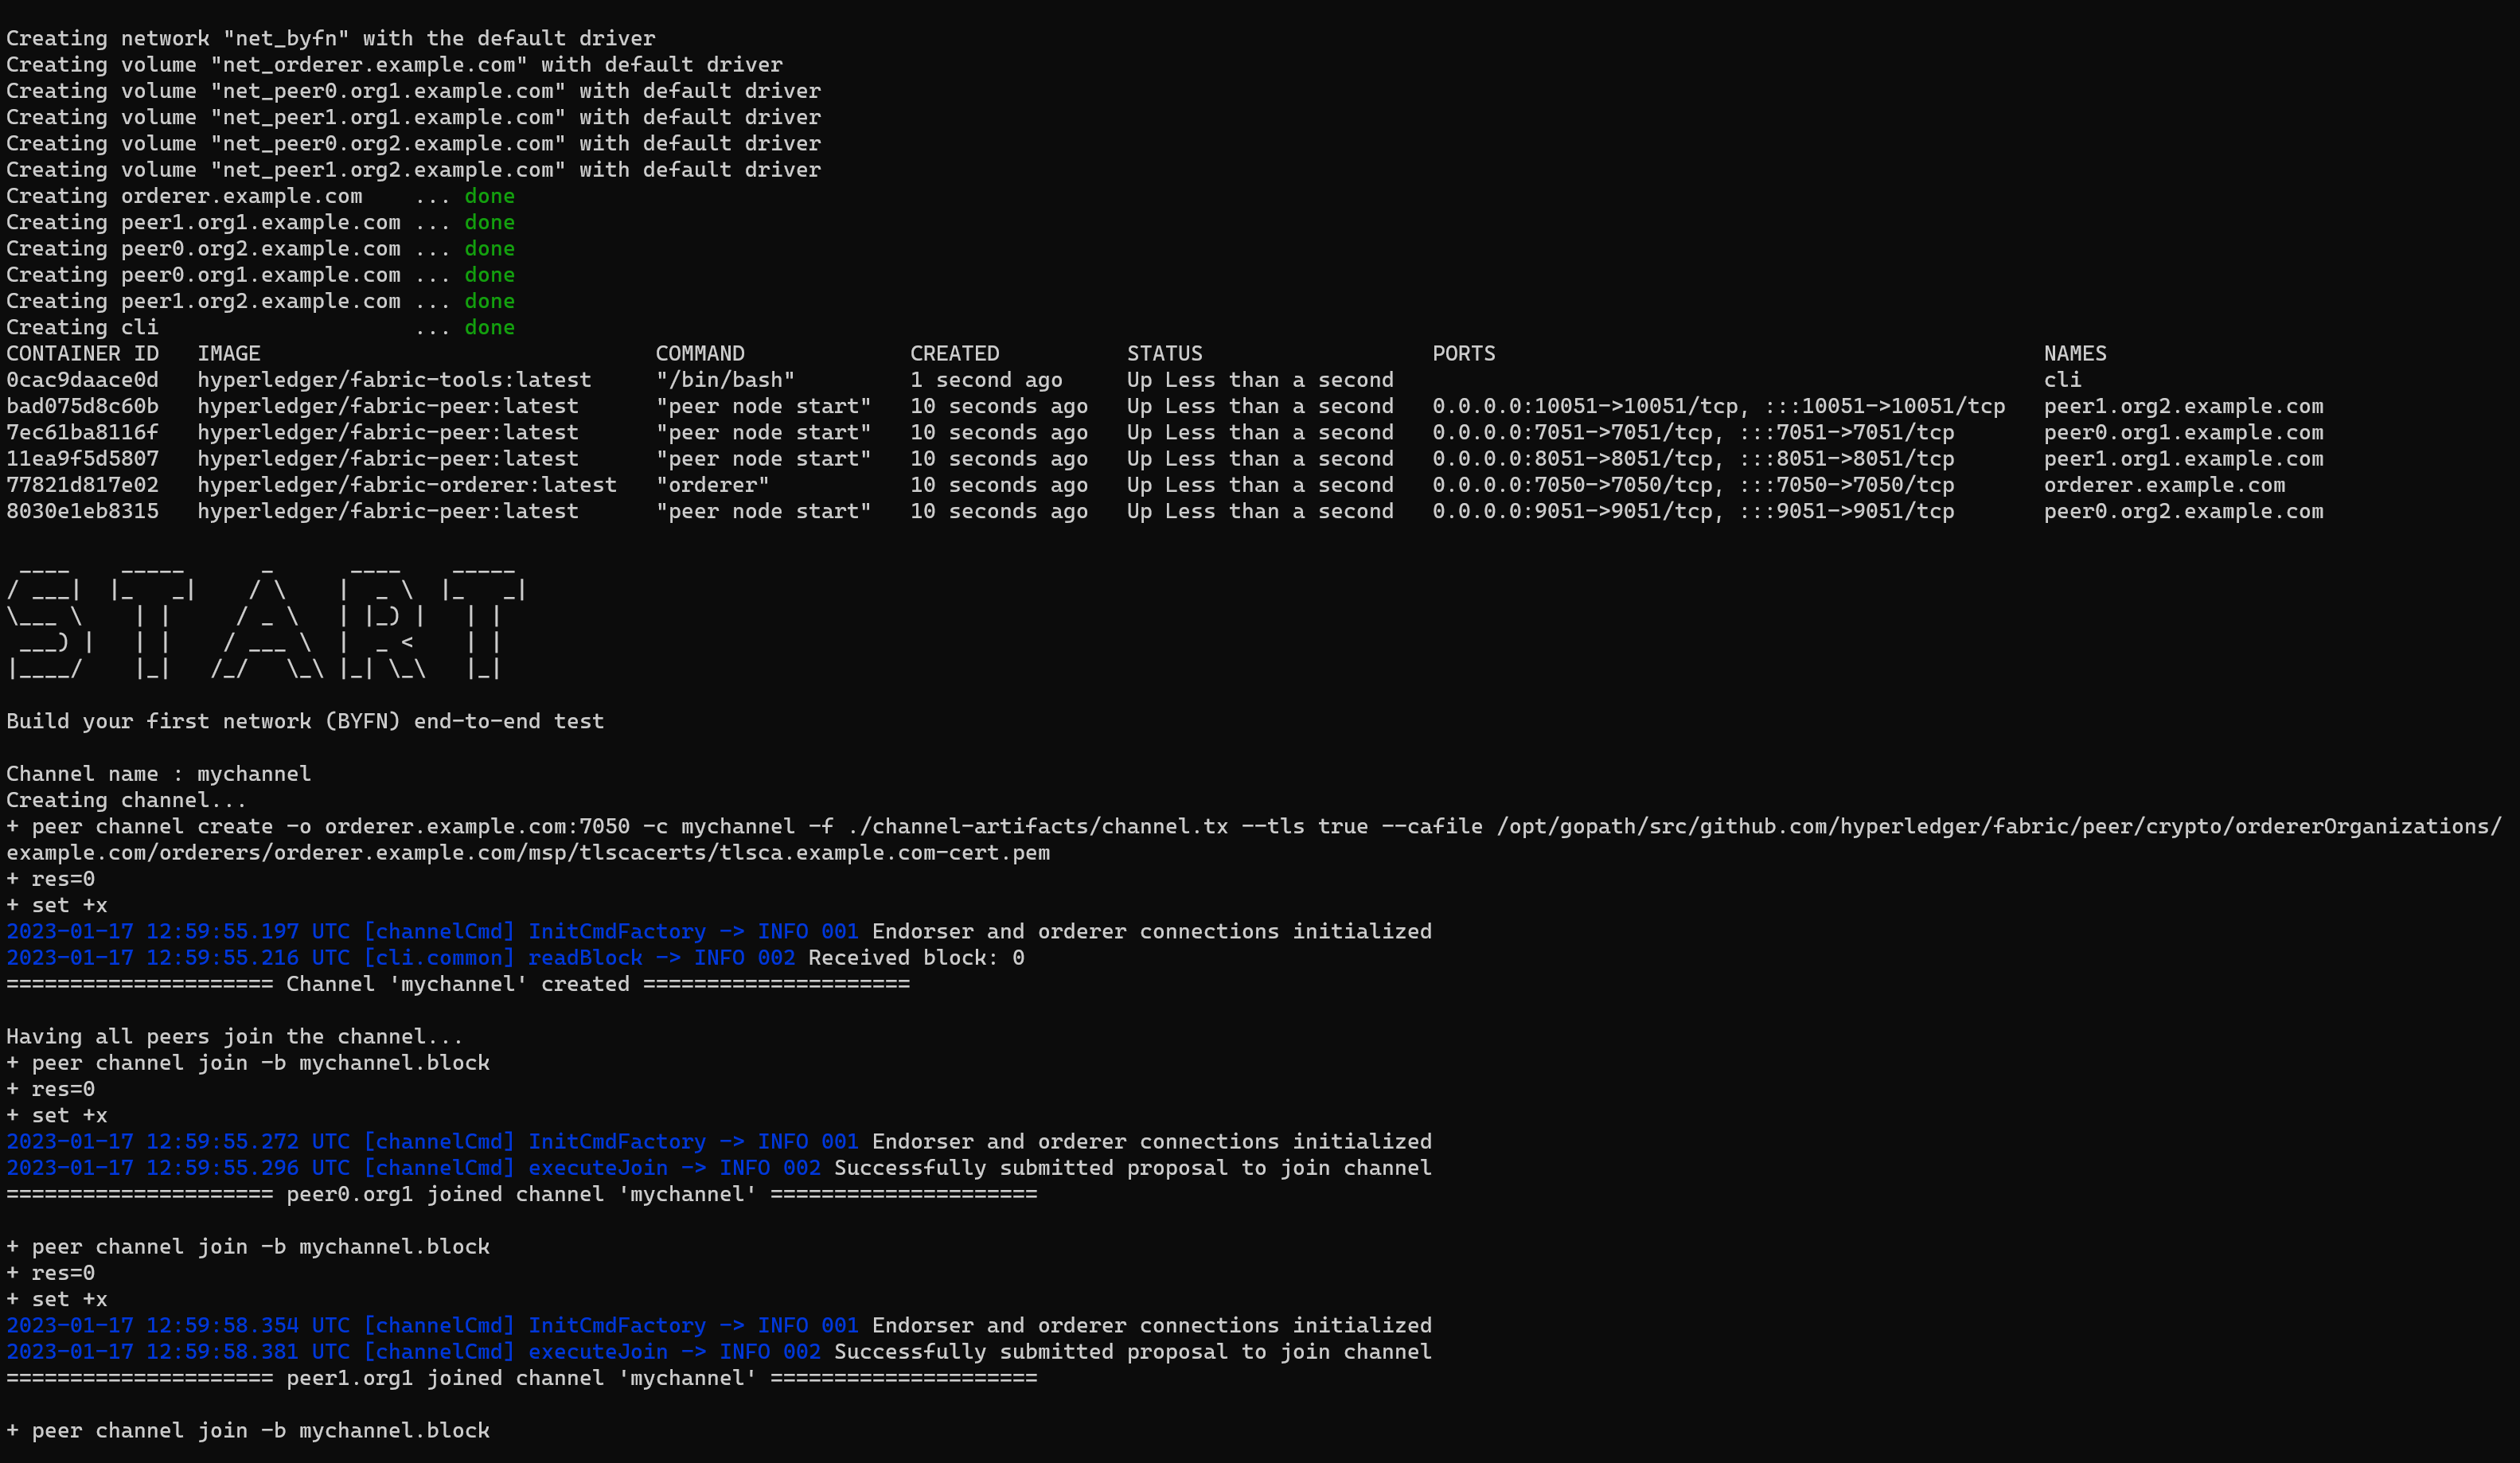 Creating network "net_byfn" with the default driver
Creating volume "net_orderer.example.com" with default driver
Creating volume "net_peer0.org1.example.com" with default driver
Creating volume "net_peer1.org1.example.com" with default driver
Creating volume "net_peer0.org2.example.com" with default driver
Creating volume "net_peer1.org2.example.com" with default driver
Creating orderer.example.com    ... done
Creating peer1.org1.example.com ... done
Creating peer0.org2.example.com ... done
Creating peer0.org1.example.com ... done
Creating peer1.org2.example.com ... done
Creating cli                    ... done
CONTAINER ID   IMAGE                               COMMAND             CREATED          STATUS                  PORTS                                           NAMES
0cac9daace0d   hyperledger/fabric-tools:latest     "/bin/bash"         1 second ago     Up Less than a second                                                   cli
bad075d8c60b   hyperledger/fabric-peer:latest      "peer node start"   10 seconds ago   Up Less than a second   0.0.0.0:10051->10051/tcp, :::10051->10051/tcp   peer1.org2.example.com
7ec61ba8116f   hyperledger/fabric-peer:latest      "peer node start"   10 seconds ago   Up Less than a second   0.0.0.0:7051->7051/tcp, :::7051->7051/tcp       peer0.org1.example.com
11ea9f5d5807   hyperledger/fabric-peer:latest      "peer node start"   10 seconds ago   Up Less than a second   0.0.0.0:8051->8051/tcp, :::8051->8051/tcp       peer1.org1.example.com
77821d817e02   hyperledger/fabric-orderer:latest   "orderer"           10 seconds ago   Up Less than a second   0.0.0.0:7050->7050/tcp, :::7050->7050/tcp       orderer.example.com
8030e1eb8315   hyperledger/fabric-peer:latest      "peer node start"   10 seconds ago   Up Less than a second   0.0.0.0:9051->9051/tcp, :::9051->9051/tcp       peer0.org2.example.com
START
Build your first network (BYFN) end-to-end test
Channel name : mychannel
Creating channel...
+ peer channel create -o orderer.example.com:7050 -c mychannel -f ./channel-artifacts/channel.tx --tls true --cafile /opt/gopath/src/github.com/hyperledger/fabric/peer/crypto/ordererOrganizations/
example.com/orderers/orderer.example.com/msp/tlscacerts/tlsca.example.com-cert.pem
+ res=0
+ set +x
2023-01-17 12:59:55.197 UTC [channelCmd] InitCmdFactory -> INFO 001 Endorser and orderer connections initialized
2023-01-17 12:59:55.216 UTC [cli.common] readBlock -> INFO 002 Received block: 0
===================== Channel 'mychannel' created =====================
Having all peers join the channel...
+ peer channel join -b mychannel.block
+ res=0
+ set +x
2023-01-17 12:59:55.272 UTC [channelCmd] InitCmdFactory -> INFO 001 Endorser and orderer connections initialized
2023-01-17 12:59:55.296 UTC [channelCmd] executeJoin -> INFO 002 Successfully submitted proposal to join channel
===================== peer0.org1 joined channel 'mychannel' =====================
+ peer channel join -b mychannel.block
+ res=0
+ set +x
2023-01-17 12:59:58.354 UTC [channelCmd] InitCmdFactory -> INFO 001 Endorser and orderer connections initialized
2023-01-17 12:59:58.381 UTC [channelCmd] executeJoin -> INFO 002 Successfully submitted proposal to join channel
===================== peer1.org1 joined channel 'mychannel' =====================
+ peer channel join -b mychannel.block